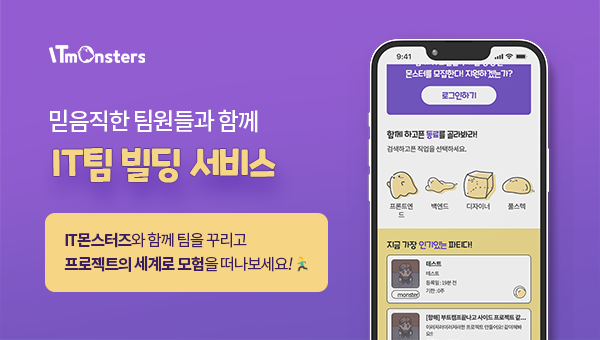 ITmOnsters
믿음직한 팀원들과 함께
IT팀 빌딩 서비스
IT몬스터즈와 함께 팀을 꾸리고
프로젝트의 세계로 모험을 떠나보세요!
9:41
몬스터를 모집한다! 지원하겠는가?
로그인하기
함께 하고픈 동료를 골라봐라!
검색하고픈 직업을 선택하세요.
프론트엔드
백엔드
디자이너
풀스텍
지금 가장 인기있는 파티다!
테스트
테스트
등록일 : 19분 전
기한 : 0주
monster
[항해] 부트캠프끝나고 사이드 프로젝트 같...